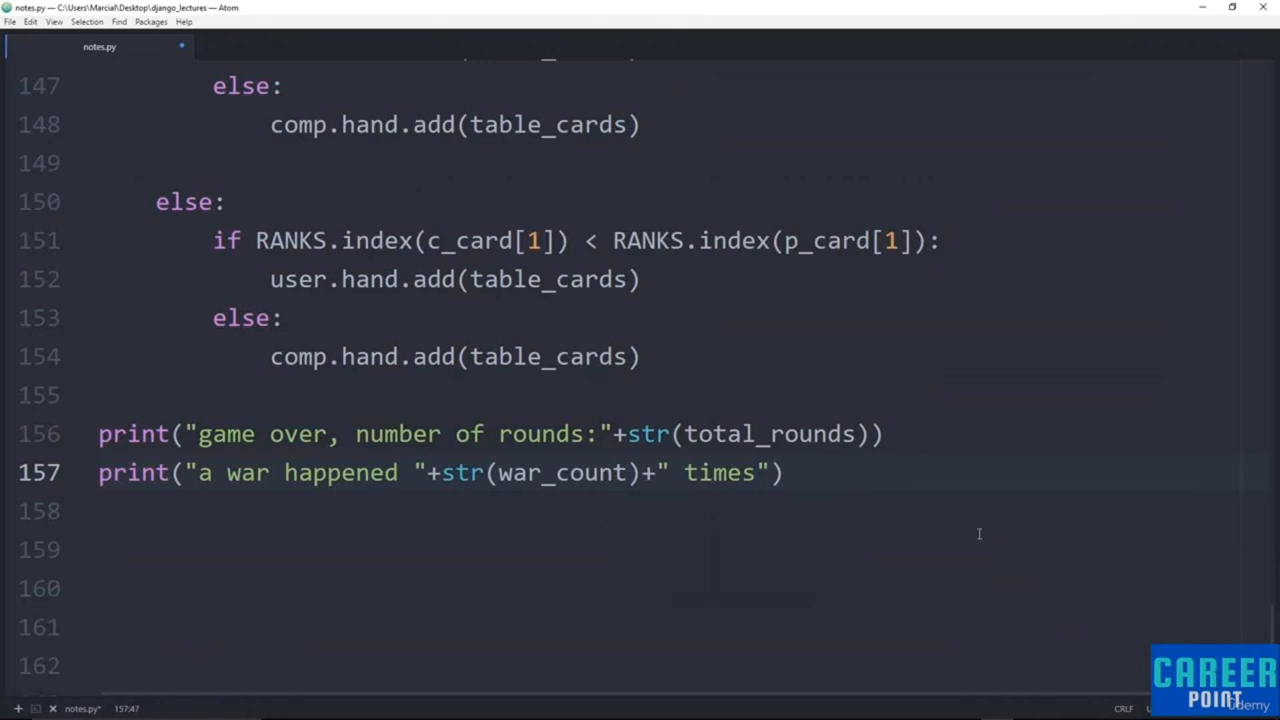 notes.py — C:\Users\Marcial\Desktop\django_lectures — Atom
File Edit View Selection Find Packages Help
notes.py
147 else:
148 comp.hand.add(table_cards)
149
150 else:
151 if RANKS.index(c_card[1]) < RANKS.index(p_card[1]):
152 user.hand.add(table_cards)
153 else:
154 comp.hand.add(table_cards)
155
156 print("game over, number of rounds:"+str(total_rounds))
157 print("a war happened "+str(war_count)+" times")
158
159
160
161
162
CAREER
POINT
Udemy
notes.py* 157:47 CRLF